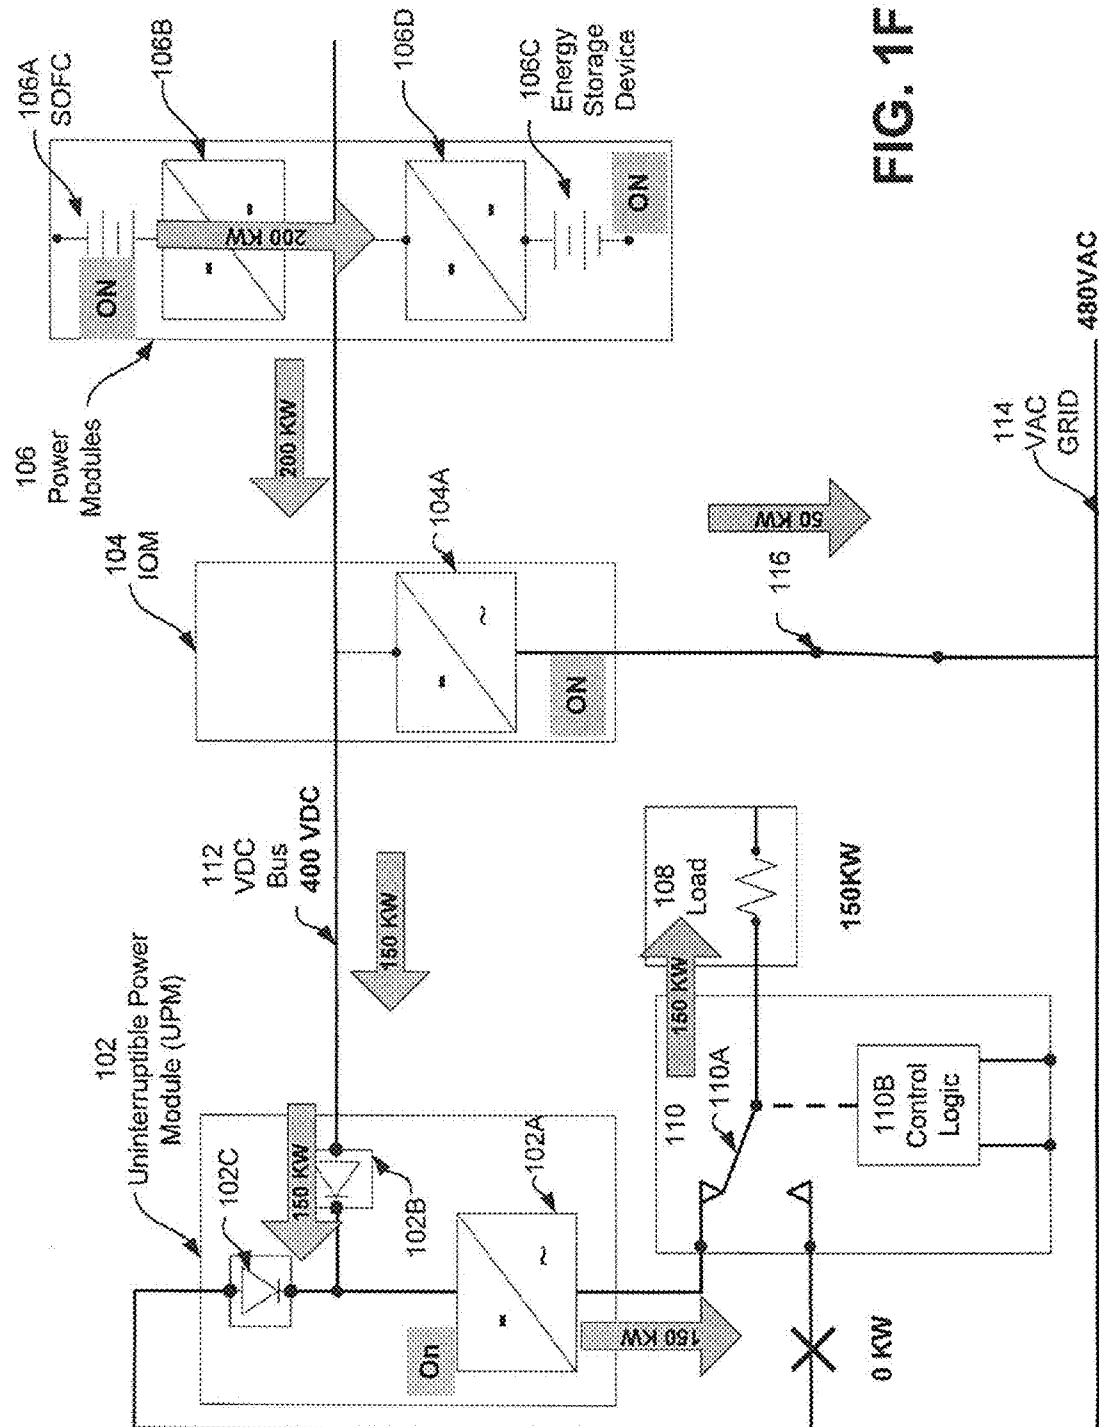 106A
SOFC
106B
106D
106C
Energy
Storage
Device
ON
200 KW
ON
106
Power
Modules
200 KW
104
IOM
104A
ON
50 KW
116
114
VAC
GRID
480VAC
112
VDC
Bus
400 VDC
150 KW
108
Load
150KW
150 KW
102
Uninterruptible Power
Module (UPM)
102C
150 KW
102B
102A
On
150 KW
110
110A
110B
Control
Logic
0 KW
FIG. 1F